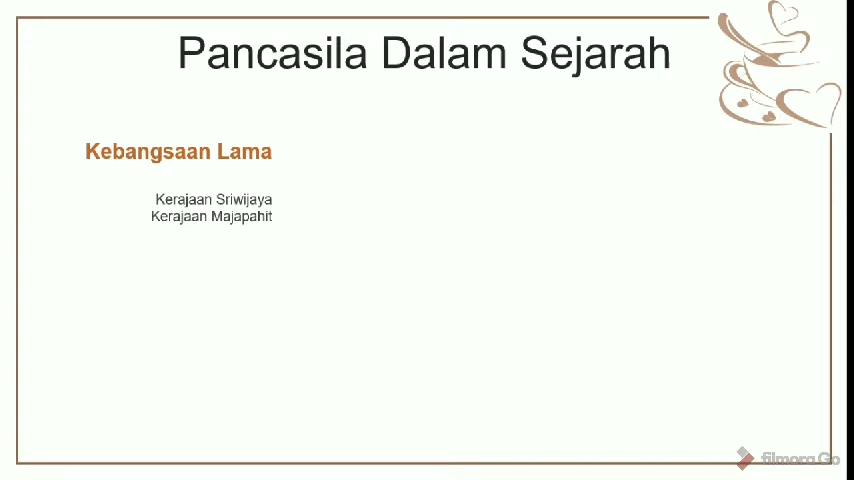 Pancasila Dalam Sejarah
Kebangsaan Lama
Kerajaan Sriwijaya
Kerajaan Majapahit
filmora Go